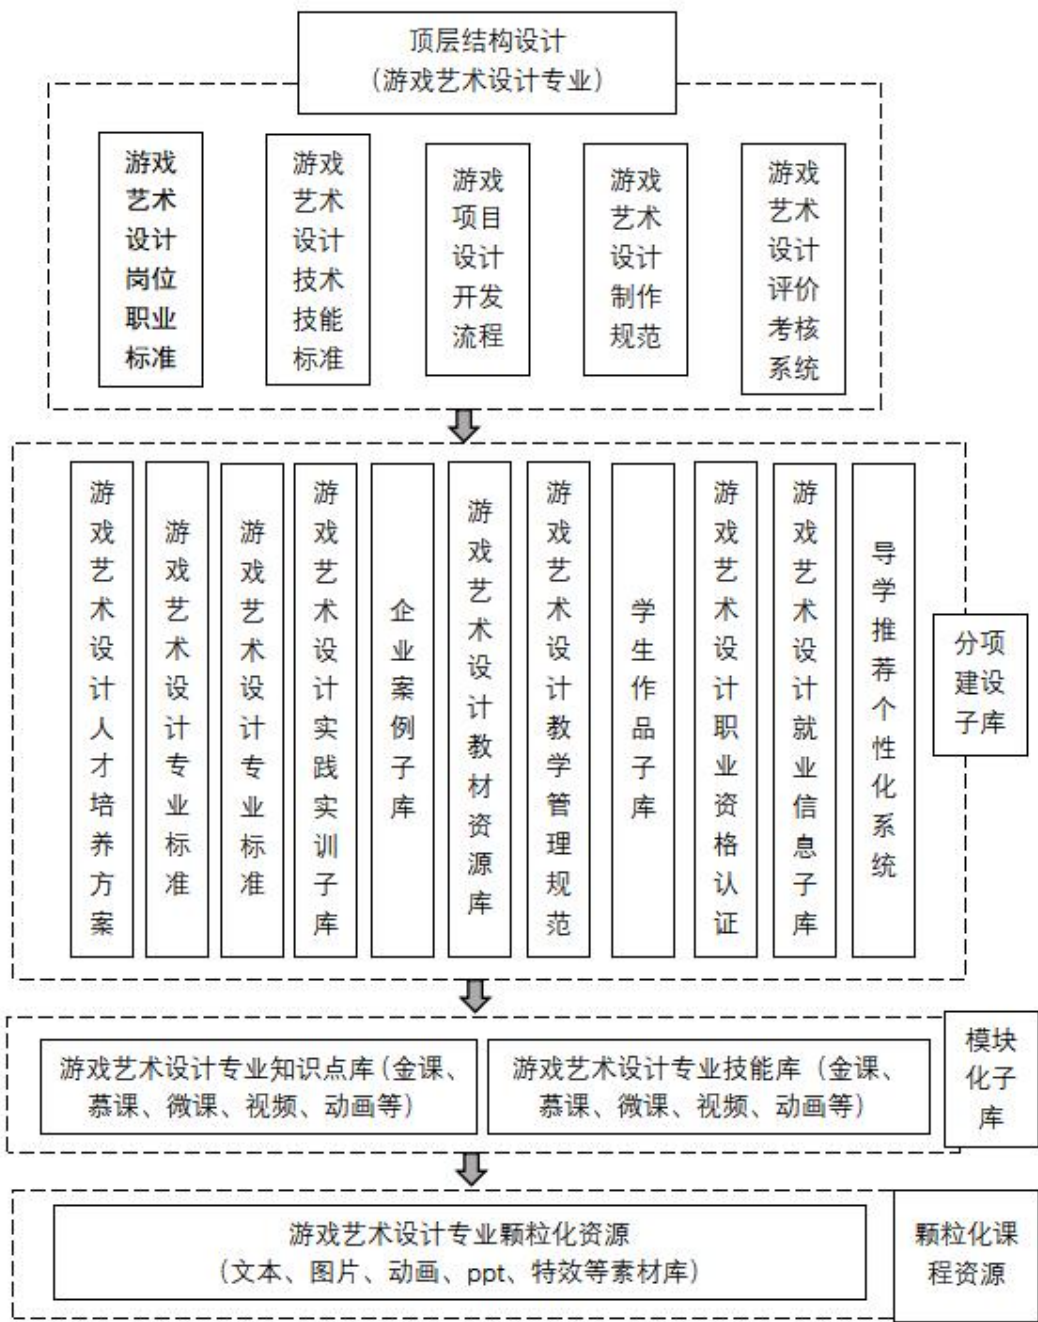 顶层结构设计
（游戏艺术设计专业）
游戏
艺术
设计
岗位
职业
标准
游戏
艺术
设计
技术
技能
标准
游戏
项目
设计
开发
流程
游戏
艺术
设计
制作
规范
游戏
艺术
设计
评价
考核
系统
游戏艺术设计人才培养方案
游戏艺术设计专业标准
游戏艺术设计专业标准
游戏艺术设计实践实训子库
企业案例子库
游戏艺术设计教材资源库
游戏艺术设计教学管理规范
学生作品子库
游戏艺术设计职业资格认证
游戏艺术设计就业信息子库
导学推荐个性化系统
分项
建设
子库
游戏艺术设计专业知识点库（金课、
慕课、微课、视频、动画等）
游戏艺术设计专业技能库（金课、
慕课、微课、视频、动画等）
模块
化子
库
游戏艺术设计专业颗粒化资源
（文本、图片、动画、ppt、特效等素材库）
颗粒化课
程资源